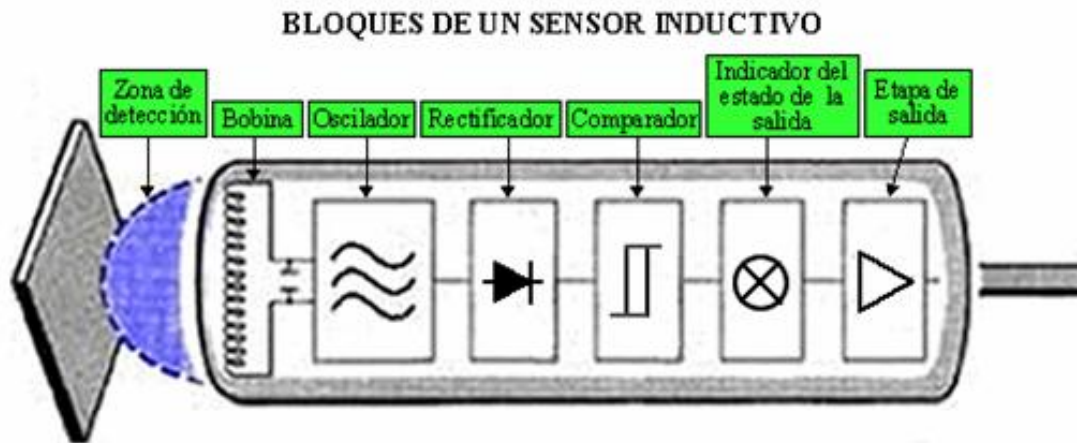 BLOQUES DE UN SENSOR INDUCTIVO
Zona de
detección
Bobina
Oscilador
Rectificador
Comparador
Indicador del
estado de la
salida
Etapa de
salida